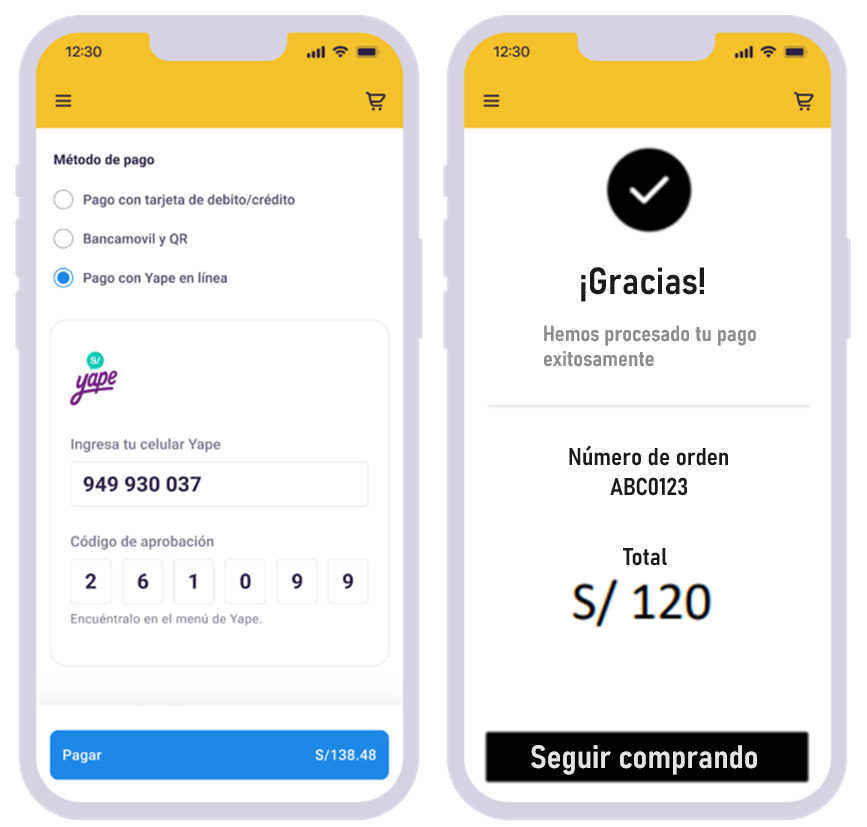 12:30
Método de pago
Pago con tarjeta de debito/crédito
Bancamovil y QR
Pago con Yape en línea
S/
yape
Ingresa tu celular Yape
949 930 037
Código de aprobación
2 6 1 0 9 9
Encuéntralo en el menú de Yape.
Pagar S/138.48
12:30
¡Gracias!
Hemos procesado tu pago
exitosamente
Número de orden
ABC0123
Total
S/ 120
Seguir comprando